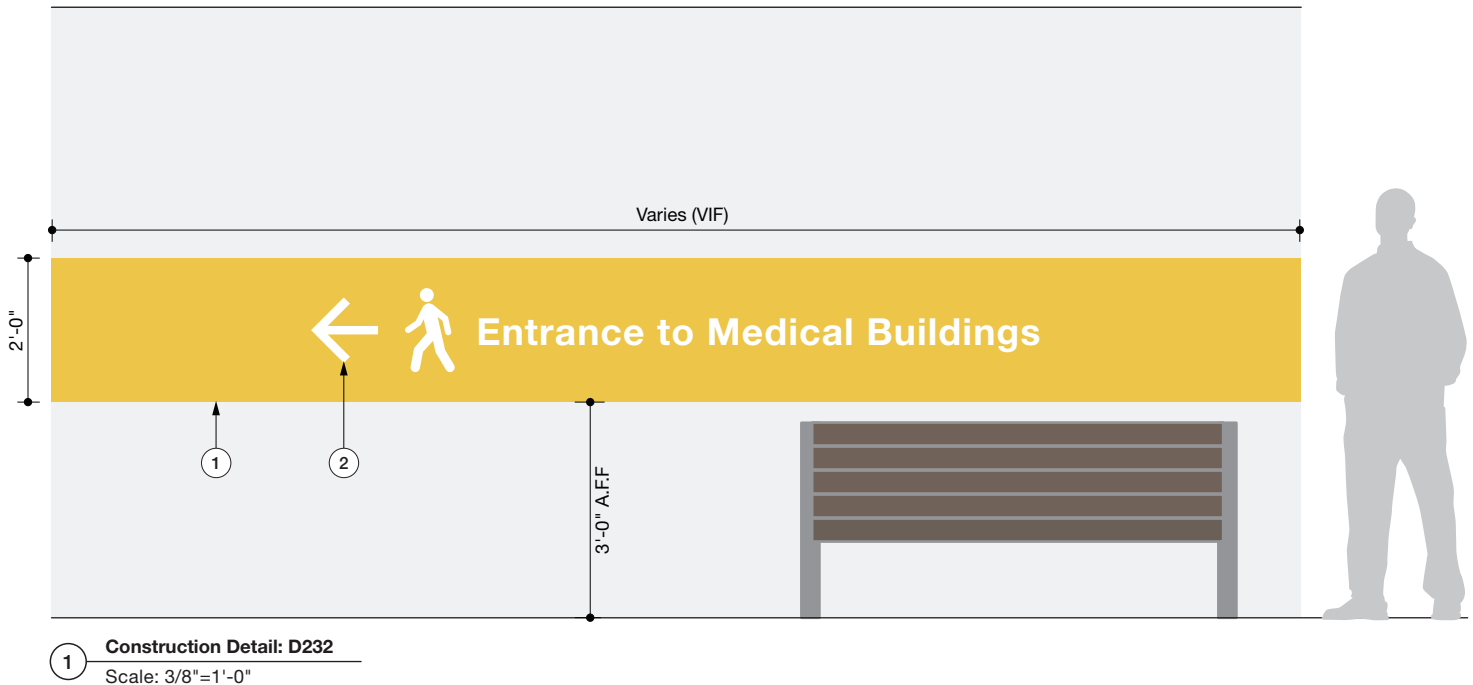 Varies (VIF)
2'-0"
Entrance to Medical Buildings
1
2
3'-0" A.F.F
1
Construction Detail: D232
Scale: 3/8"=1'-0"